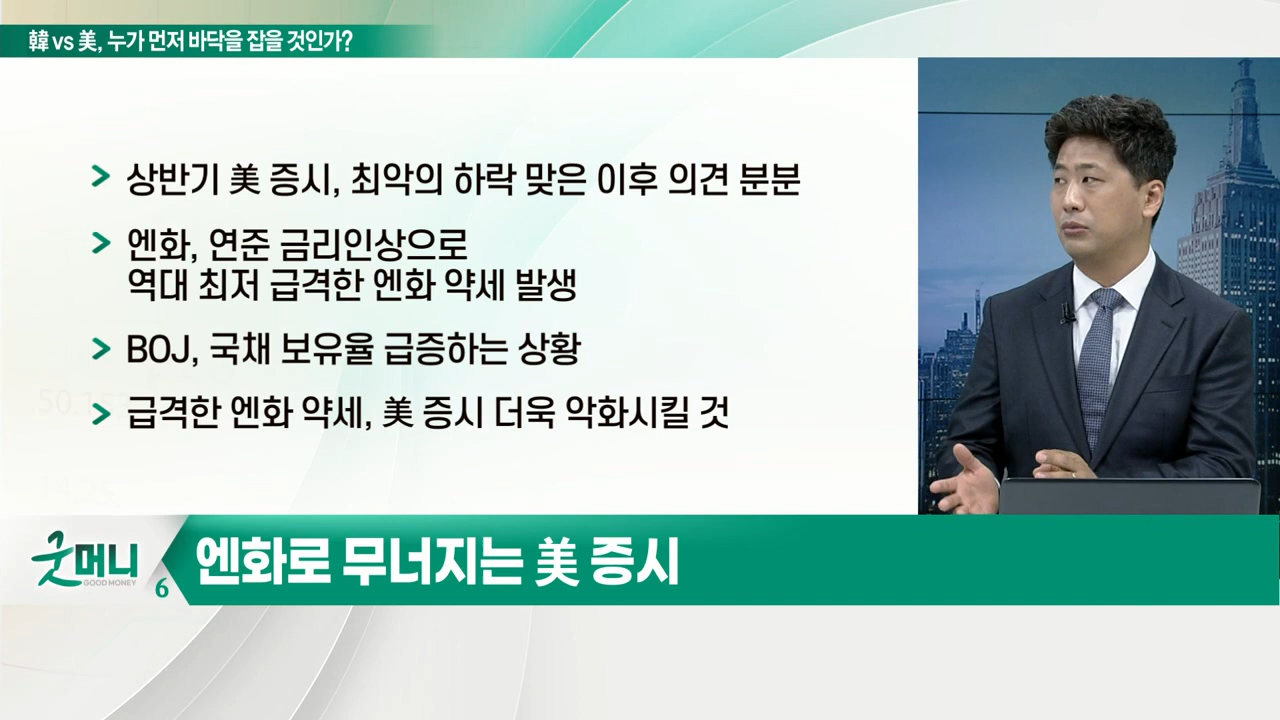 韓 vs 美, 누가 먼저 바닥을 잡을 것인가?
상반기 美 증시, 최악의 하락 맞은 이후 의견 분분
엔화, 연준 금리인상으로
역대 최저 급격한 엔화 약세 발생
BOJ, 국채 보유율 급증하는 상황
급격한 엔화 약세, 美 증시 더욱 악화시킬 것
굿머니
GOOD MONEY
6
엔화로 무너지는 美 증시